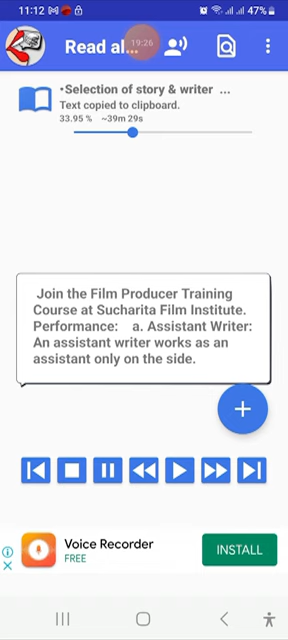 11:12 47%
Read al... 19:26
•Selection of story & writer ...
Text copied to clipboard.
33.95 % ~39m 29s
Join the Film Producer Training
Course at Sucharita Film Institute.
Performance: a. Assistant Writer:
An assistant writer works as an
assistant only on the side.
+
Voice Recorder
FREE
INSTALL